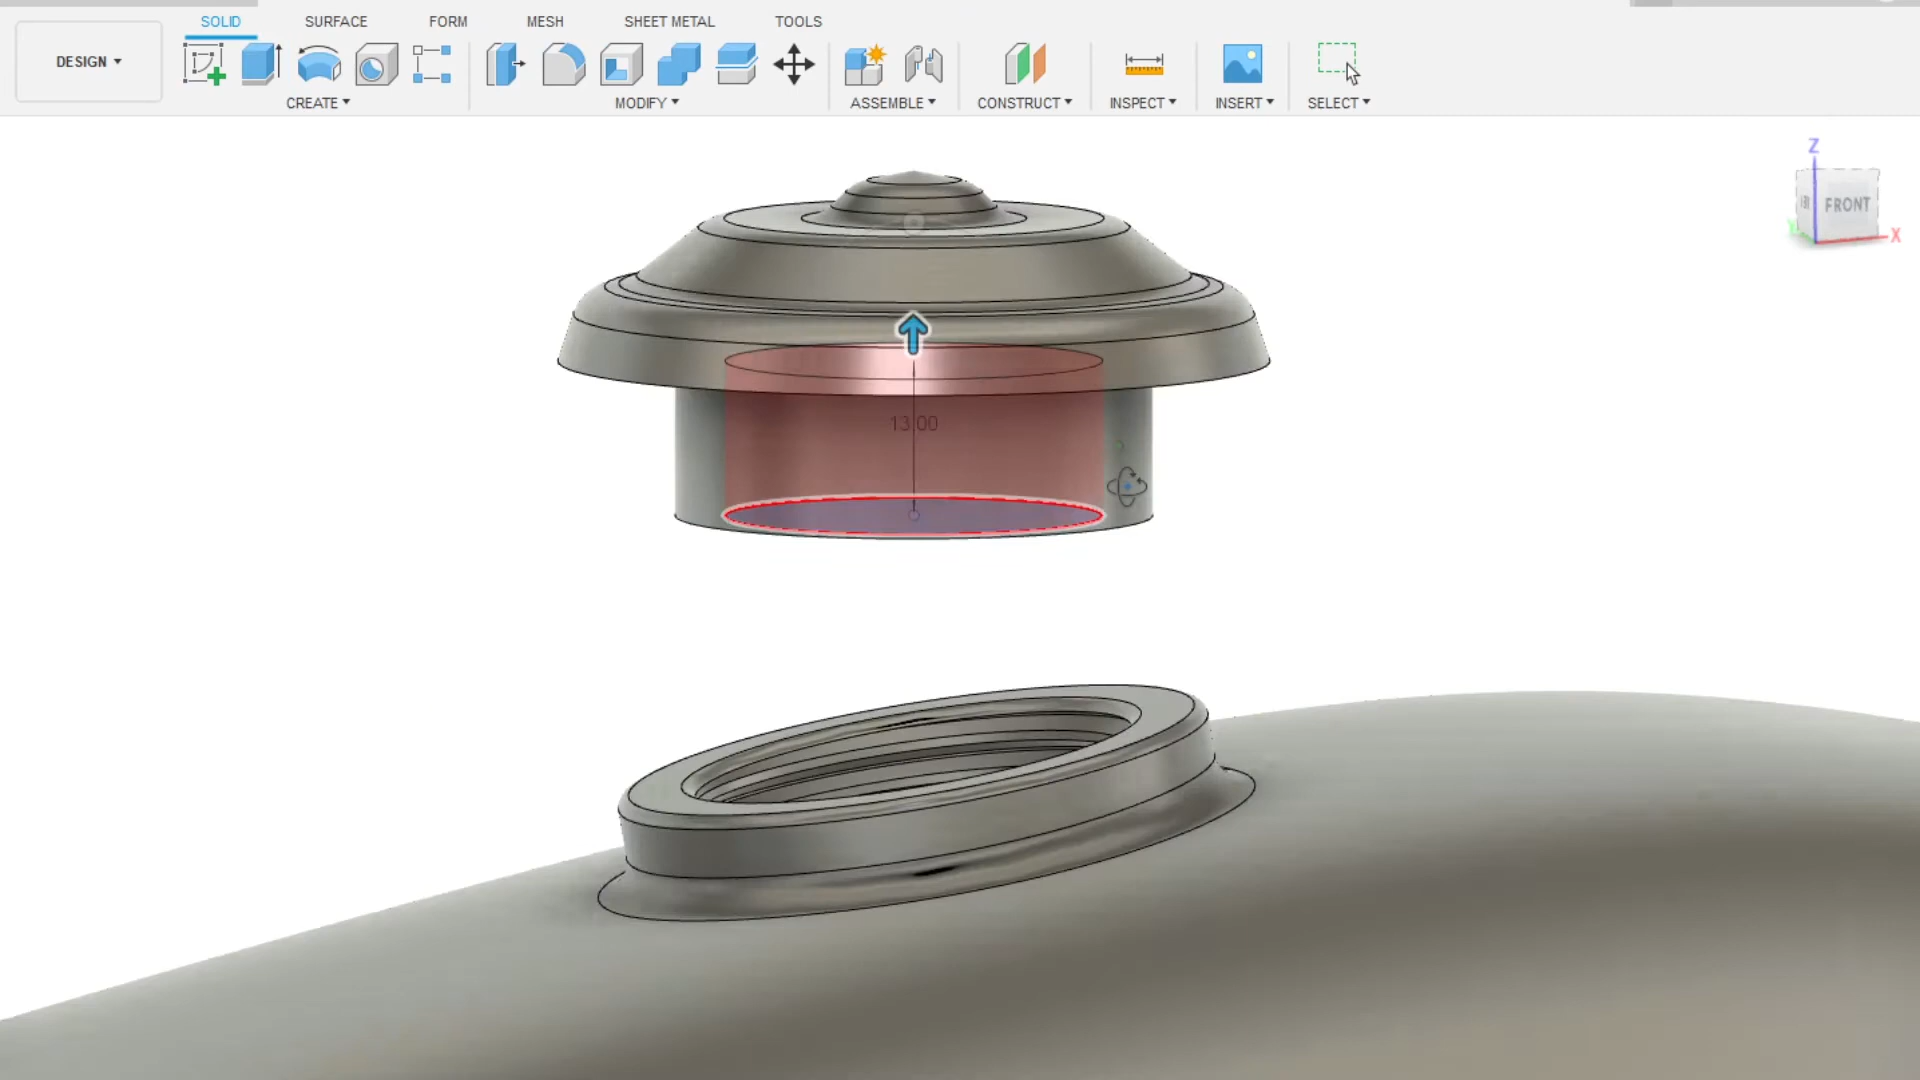 SOLID SURFACE FORM MESH SHEET METAL TOOLS
DESIGN
CREATE MODIFY ASSEMBLE CONSTRUCT INSPECT INSERT SELECT
Z
FRONT
X
13.00